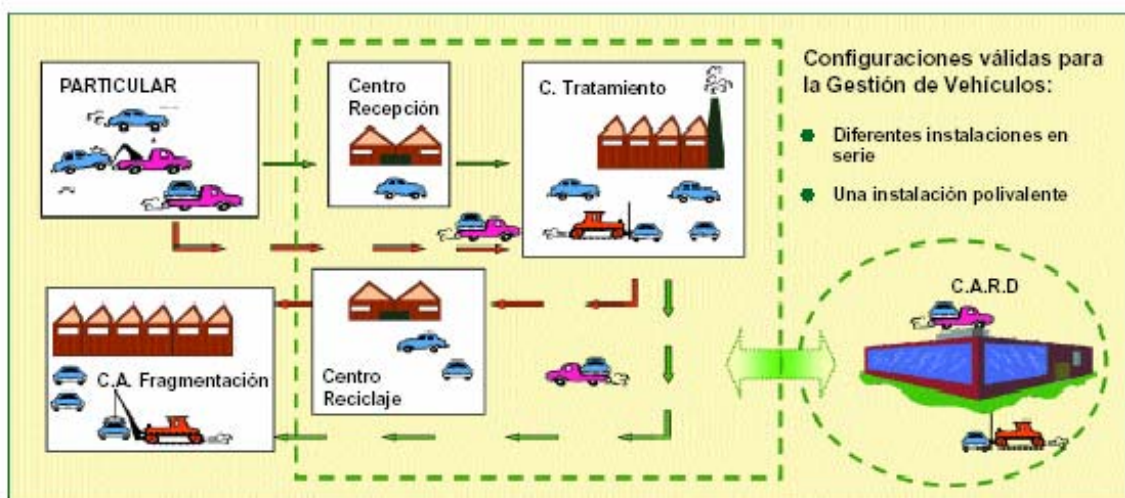 PARTICULAR
Centro
Recepción
C. Tratamiento
Configuraciones válidas para
la Gestión de Vehículos:
Diferentes instalaciones en
serie
Una instalación polivalente
C.A. Fragmentación
Centro
Reciclaje
C.A.R.D